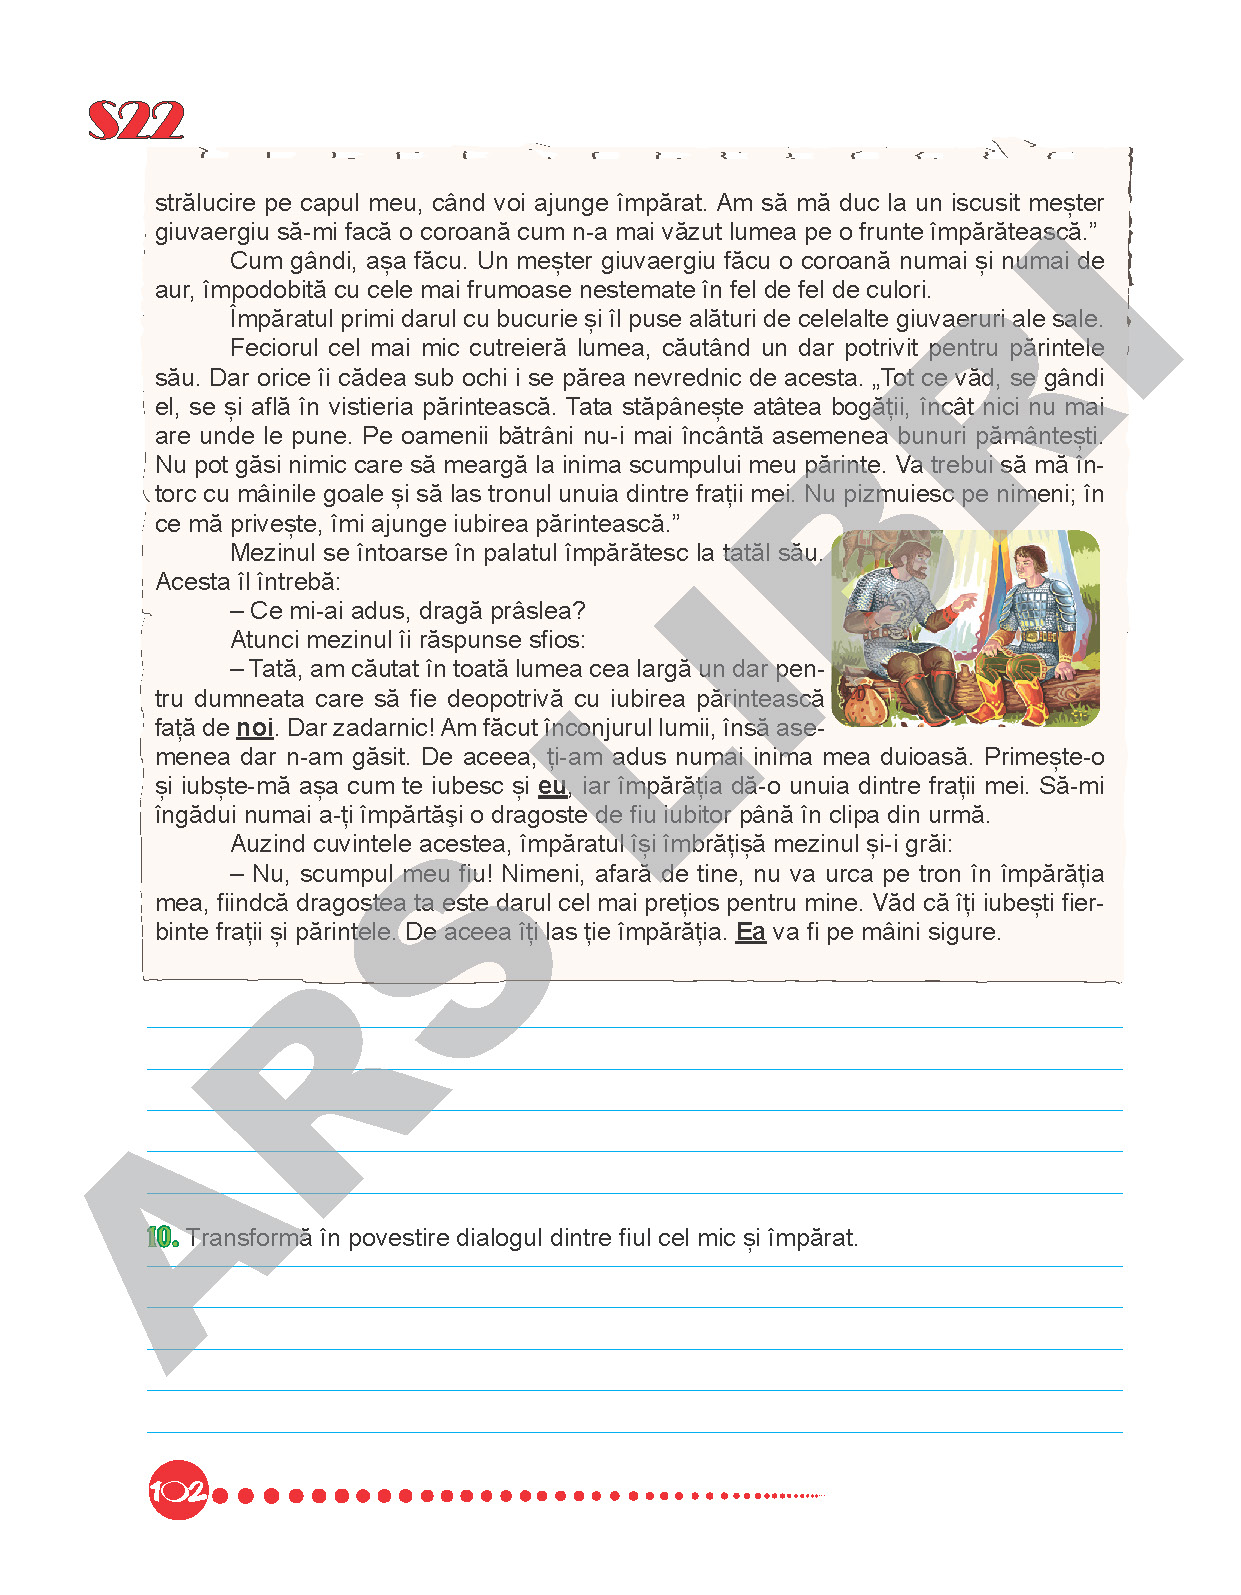 S22
strălucire pe capul meu, când voi ajunge împărat. Am să mă duc la un iscusit meșter
giuvaergiu să-mi facă o coroană cum n-a mai văzut lumea pe o frunte împărătească.”
Cum gândi, așa făcu. Un meșter giuvaergiu făcu o coroană numai și numai de
aur, împodobită cu cele mai frumoase nestemate în fel de fel de culori.
Împăratul primi darul cu bucurie și îl puse alături de celelalte giuvaeruri ale sale.
Feciorul cel mai mic cutreieră lumea, căutând un dar potrivit pentru părintele
său. Dar orice îi cădea sub ochi i se părea nevrednic de acesta. „Tot ce văd, se gândi
el, se și află în vistieria părintească. Tata stăpânește atâtea bogății, încât nici nu mai
are unde le pune. Pe oamenii bătrâni nu-i mai încântă asemenea bunuri pământești.
Nu pot găsi nimic care să meargă la inima scumpului meu părinte. Va trebui să mă în-
torc cu mâinile goale și să las tronul unuia dintre frații mei. Nu pizmuiesc pe nimeni; în
ce mă privește, îmi ajunge iubirea părintească.”
Mezinul se întoarse în palatul împărătesc la tatăl său.
Acesta îl întrebă:
– Ce mi-ai adus, dragă prâslea?
Atunci mezinul îi răspunse sfios:
– Tată, am căutat în toată lumea cea largă un dar pen-
tru dumneata care să fie deopotrivă cu iubirea părintească
față de noi. Dar zadarnic! Am făcut înconjurul lumii, însă ase-
menea dar n-am găsit. De aceea, ți-am adus numai inima mea duioasă. Primește-o
și iubște-mă așa cum te iubesc și eu, iar împărăția dă-o unuia dintre frații mei. Să-mi
îngădui numai a-ți împărtăşi o dragoste de fiu iubitor până în clipa din urmă.
Auzind cuvintele acestea, împăratul își îmbrățișă mezinul și-i grăi:
– Nu, scumpul meu fiu! Nimeni, afară de tine, nu va urca pe tron în împărăția
mea, fiindcă dragostea ta este darul cel mai prețios pentru mine. Văd că îți iubești fier-
binte frații și părintele. De aceea îți las ție împărăția. Ea va fi pe mâini sigure.
10. Transformă în povestire dialogul dintre fiul cel mic și împărat.
102
ARS LIBRI